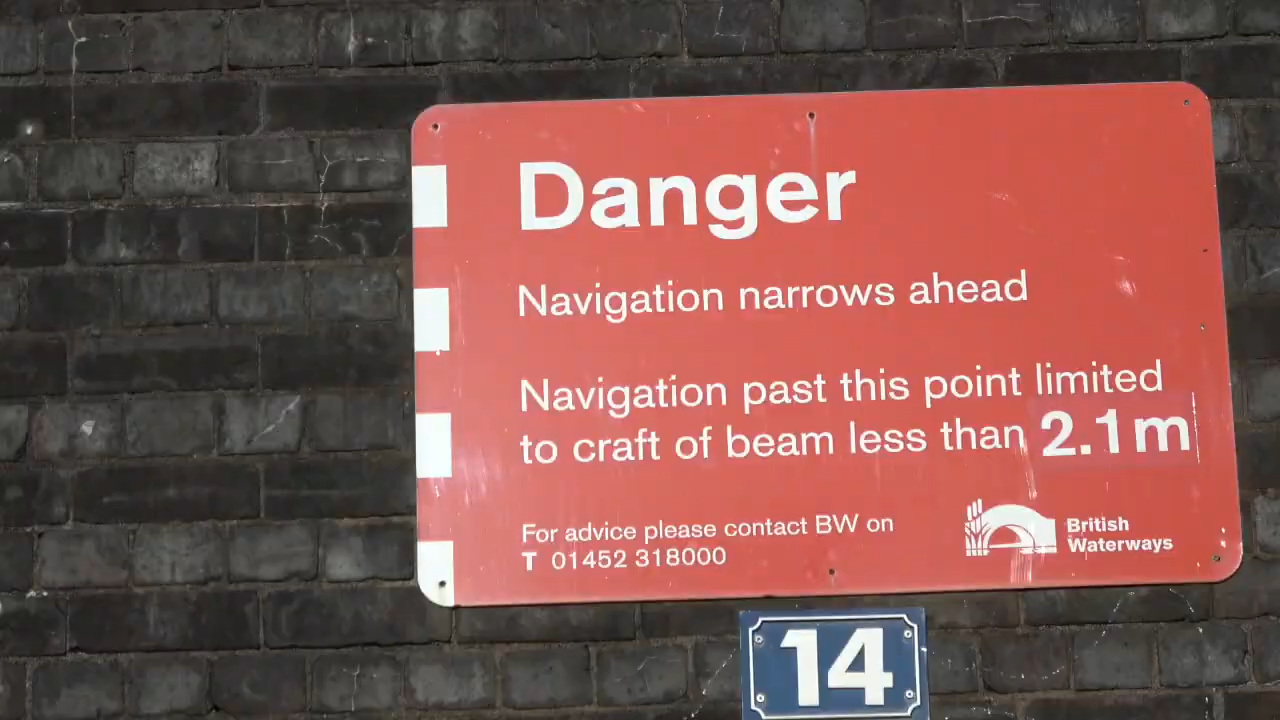 Danger
Navigation narrows ahead
Navigation past this point limited
to craft of beam less than 2.1m
For advice please contact BW on
T 01452 318000
British
Waterways
14